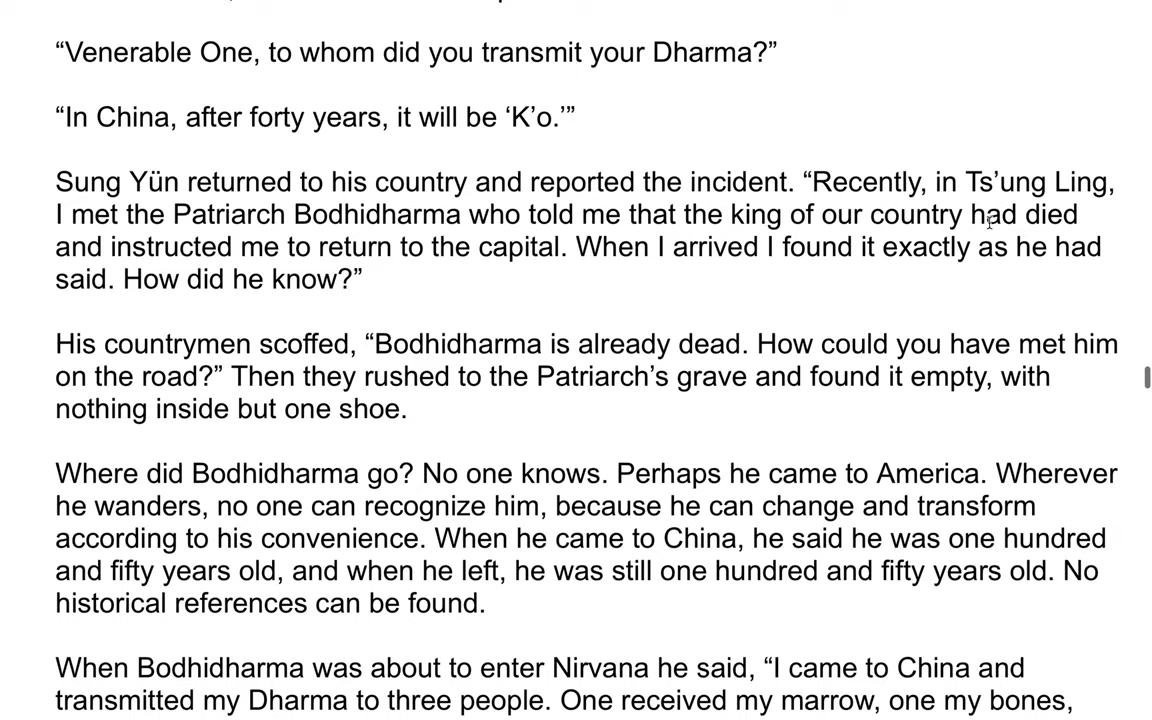 “Venerable One, to whom did you transmit your Dharma?”
“In China, after forty years, it will be ‘K’o.’”
Sung Yün returned to his country and reported the incident. “Recently, in Ts’ung Ling,
I met the Patriarch Bodhidharma who told me that the king of our country had died
and instructed me to return to the capital. When I arrived I found it exactly as he had
said. How did he know?”
His countrymen scoffed, “Bodhidharma is already dead. How could you have met him
on the road?” Then they rushed to the Patriarch’s grave and found it empty, with
nothing inside but one shoe.
Where did Bodhidharma go? No one knows. Perhaps he came to America. Wherever
he wanders, no one can recognize him, because he can change and transform
according to his convenience. When he came to China, he said he was one hundred
and fifty years old, and when he left, he was still one hundred and fifty years old. No
historical references can be found.
When Bodhidharma was about to enter Nirvana he said, “I came to China and
transmitted my Dharma to three people. One received my marrow, one my bones,